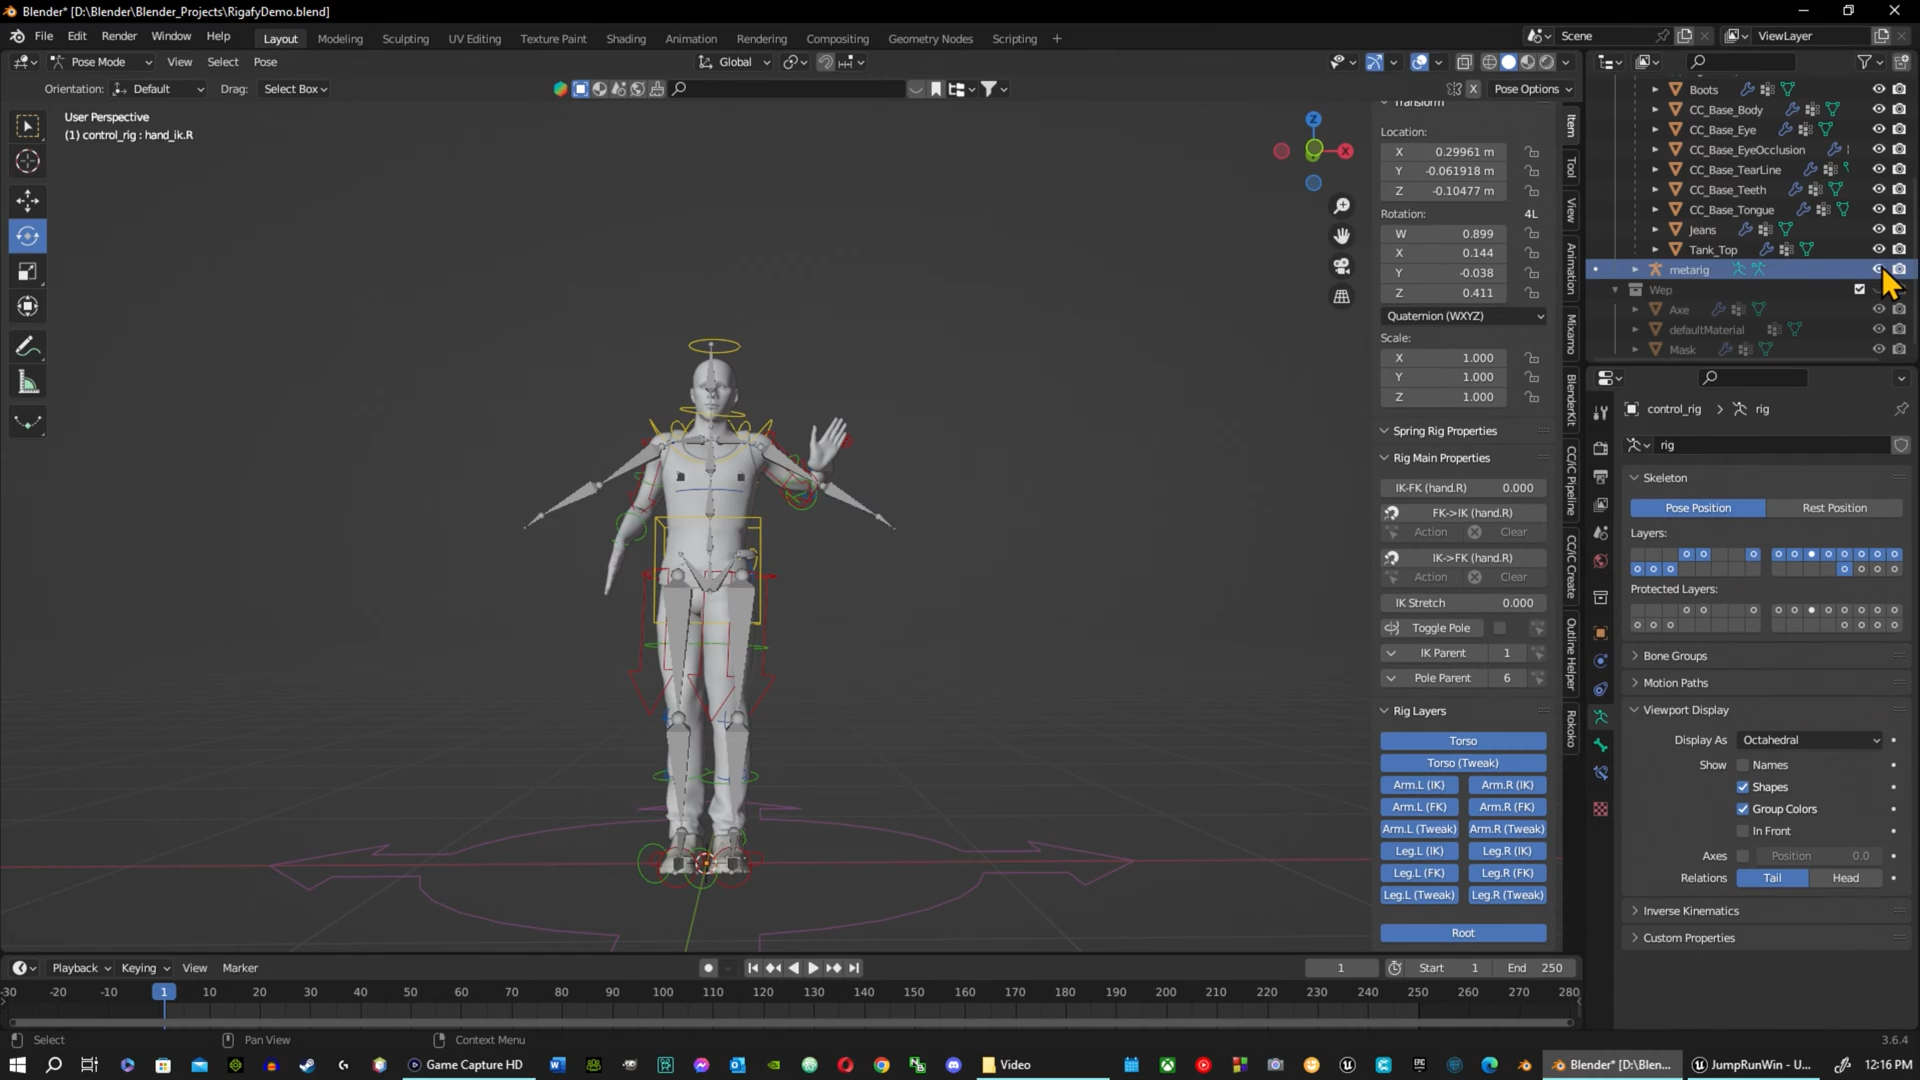 Blender* [D:\Blender\Blender_Projects\RigafyDemo.blend]
File Edit Render Window Help
Layout Modeling Sculpting UV Editing Texture Paint Shading Animation Rendering Compositing Geometry Nodes Scripting +
Scene
ViewLayer
Pose Mode View Select Pose
Global
Orientation: Default Drag: Select Box
Pose Options
User Perspective
(1) control_rig : hand_ik.R
Z
X
Transform
Location:
X 0.29961 m
Y -0.061918 m
Z -0.10477 m
Rotation: 4L
W 0.899
X 0.144
Y -0.038
Z 0.411
Quaternion (WXYZ)
Scale:
X 1.000
Y 1.000
Z 1.000
Spring Rig Properties
Rig Main Properties
IK-FK (hand.R) 0.000
FK->IK (hand.R)
Action Clear
IK->FK (hand.R)
Action Clear
IK Stretch 0.000
Toggle Pole
IK Parent 1
Pole Parent 6
Rig Layers
Torso
Torso (Tweak)
Arm.L (IK) Arm.R (IK)
Arm.L (FK) Arm.R (FK)
Arm.L (Tweak) Arm.R (Tweak)
Leg.L (IK) Leg.R (IK)
Leg.L (FK) Leg.R (FK)
Leg.L (Tweak) Leg.R (Tweak)
Root
Item
Tool
View
Animation
Mixamo
BlenderKit
CC/iC Pipeline
CC/iC Create
Outline Helper
Rokoko
Boots
CC_Base_Body
CC_Base_Eye
CC_Base_EyeOcclusion
CC_Base_TearLine
CC_Base_Teeth
CC_Base_Tongue
Jeans
Tank_Top
metarig
Wep
Axe
defaultMaterial
Mask
control_rig > rig
rig
Skeleton
Pose Position Rest Position
Layers:
Protected Layers:
Bone Groups
Motion Paths
Viewport Display
Display As Octahedral
Show Names
Shapes
Group Colors
In Front
Axes Position 0.0
Relations Tail Head
Inverse Kinematics
Custom Properties
Playback Keying View Marker
1 Start 1 End 250
-30 -20 -10 1 10 20 30 40 50 60 70 80 90 100 110 120 130 140 150 160 170 180 190 200 210 220 230 240 250 260 270 280
Select Pan View Context Menu
3.6.4
Game Capture HD
Video
Blender* [D:\Blen...
JumpRunWin - U...
12:16 PM